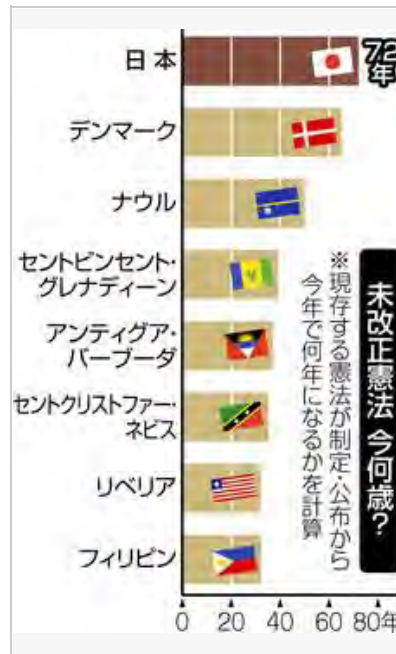 日本
72年
デンマーク
ナウル
セントビンセント・
グレナディーン
アンティグア・
バーブーダ
セントクリストファー・
ネビス
リベリア
フィリピン
未改正憲法 今何歳?
※現存する憲法が制定・公布から
今年で何年になるかを計算
0 20 40 60 80年